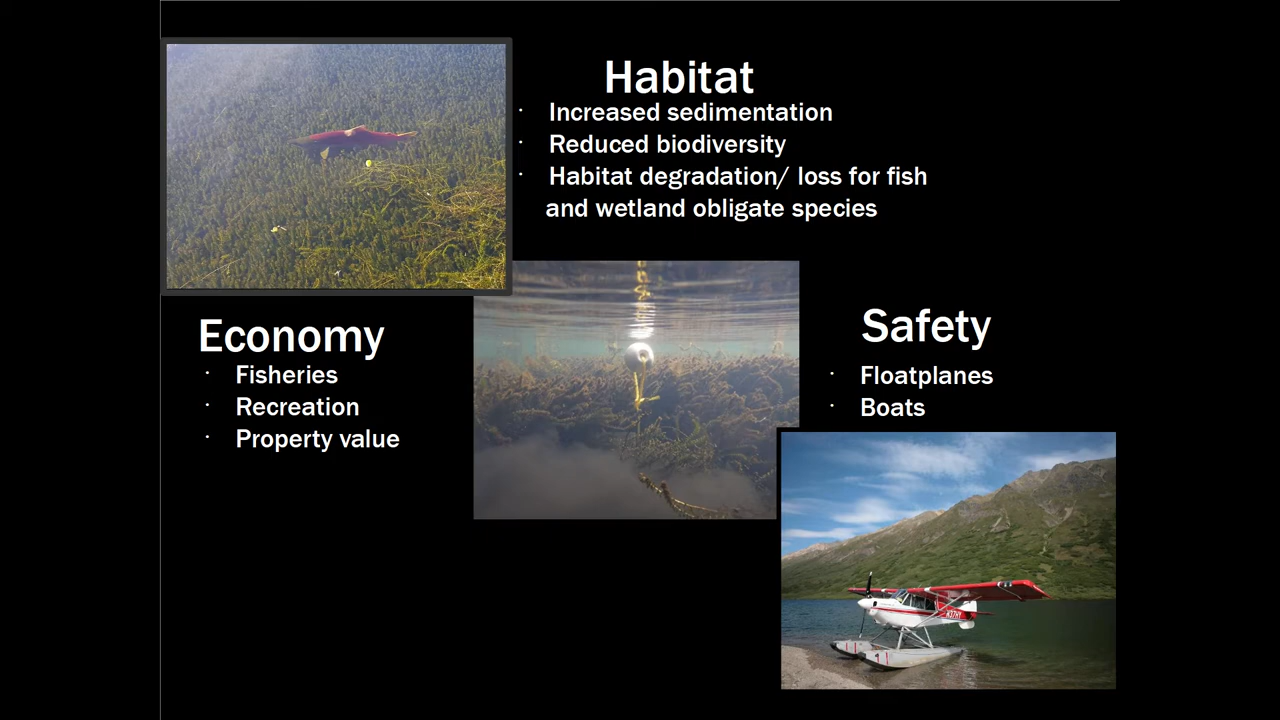 Habitat
· Increased sedimentation
· Reduced biodiversity
· Habitat degradation/ loss for fish
and wetland obligate species
Economy
· Fisheries
· Recreation
· Property value
Safety
· Floatplanes
· Boats